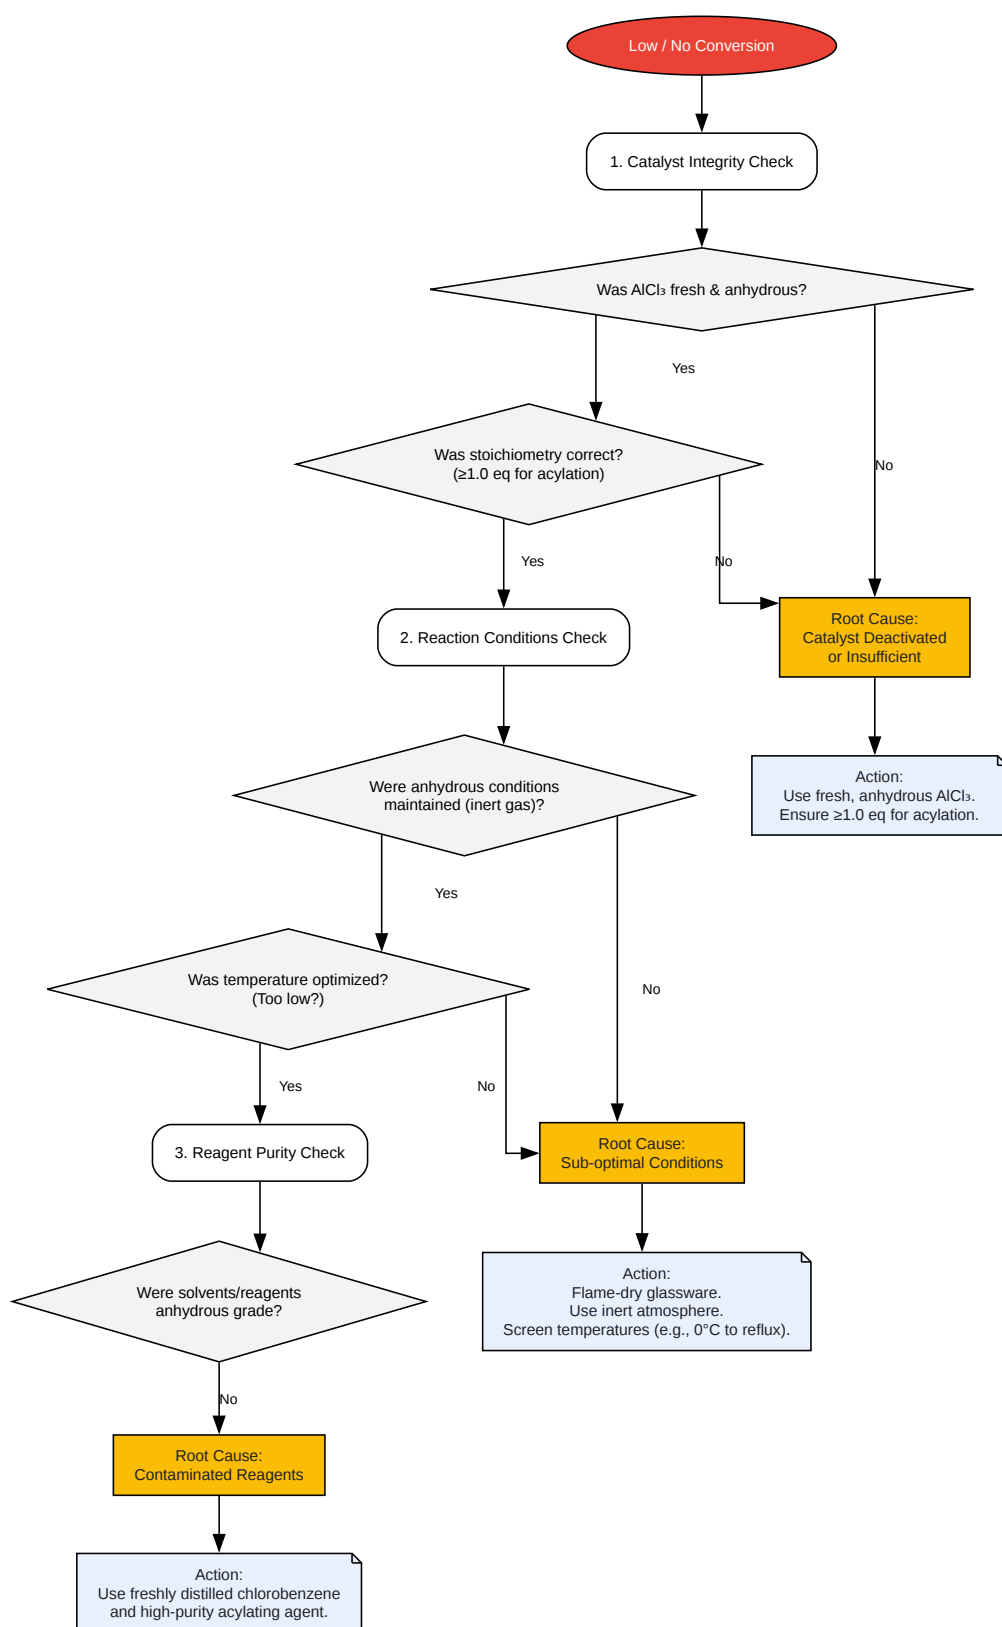 Low / No Conversion
1. Catalyst Integrity Check
Was AlCl₃ fresh & anhydrous?
Yes
No
Was stoichiometry correct?
(≥1.0 eq for acylation)
Yes
No
Root Cause:
Catalyst Deactivated
or Insufficient
2. Reaction Conditions Check
Action:
Use fresh, anhydrous AlCl₃.
Ensure ≥1.0 eq for acylation.
Were anhydrous conditions
maintained (inert gas)?
Yes
No
Was temperature optimized?
(Too low?)
Yes
No
3. Reagent Purity Check
Root Cause:
Sub-optimal Conditions
Action:
Flame-dry glassware.
Use inert atmosphere.
Screen temperatures (e.g., 0°C to reflux).
Were solvents/reagents
anhydrous grade?
No
Root Cause:
Contaminated Reagents
Action:
Use freshly distilled chlorobenzene
and high-purity acylating agent.